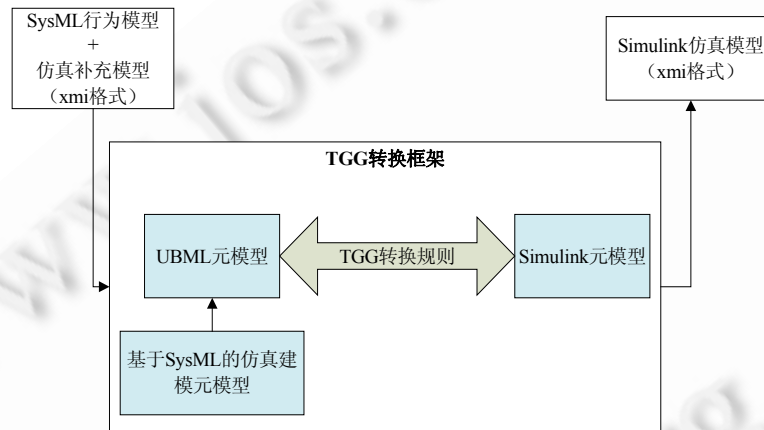 SysML行为模型
+
仿真补充模型
（xmi格式）
Simulink仿真模型
（xmi格式）
TGG转换框架
UBML元模型
TGG转换规则
Simulink元模型
基于SysML的仿真建
模元模型
www.jos.org